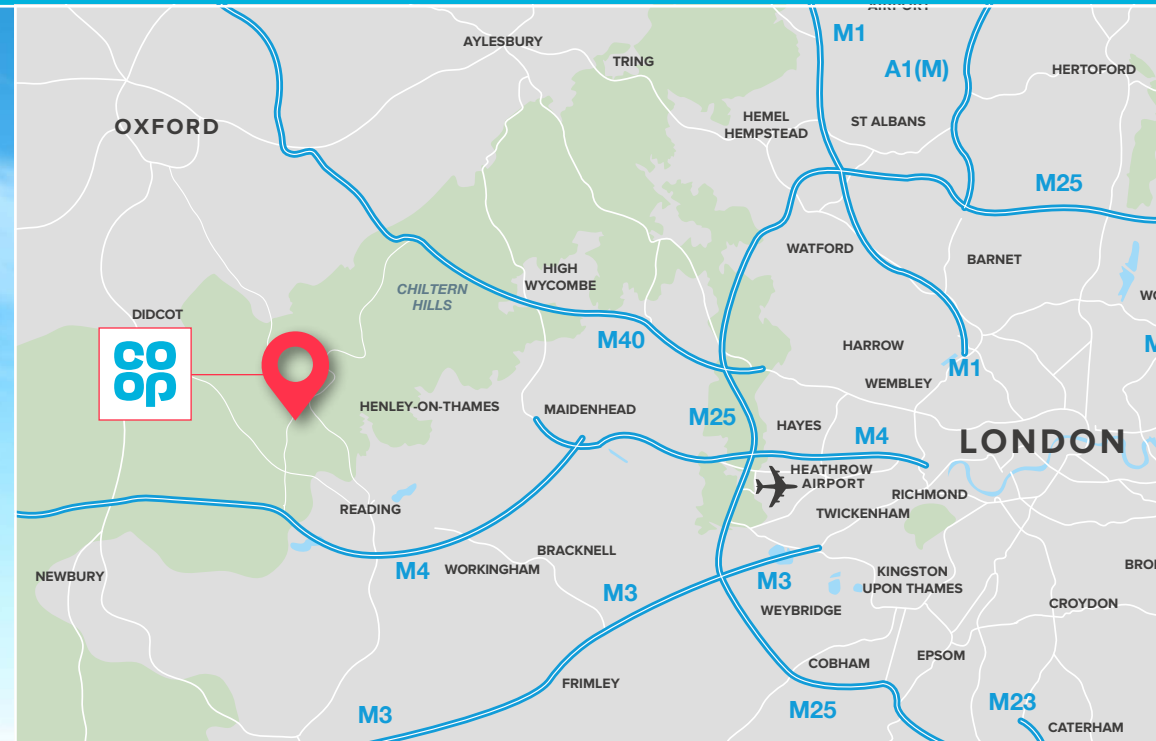 AIRPORT
M1
AYLESBURY
TRING
A1(M)
HERTOFORD
OXFORD
HEMEL
HEMPSTEAD
ST ALBANS
M25
WATFORD
BARNET
HIGH
WYCOMBE
CHILTERN
HILLS
DIDCOT
M40
HARROW
M1
WEMBLEY
co
op
HENLEY-ON-THAMES
MAIDENHEAD
M25
HAYES
M4
LONDON
HEATHROW
AIRPORT
RICHMOND
READING
TWICKENHAM
BRACKNELL
M4
WORKINGHAM
NEWBURY
M3
M3
KINGSTON
UPON THAMES
WEYBRIDGE
CROYDON
COBHAM
EPSOM
FRIMLEY
M3
M25
M23
CATERHAM